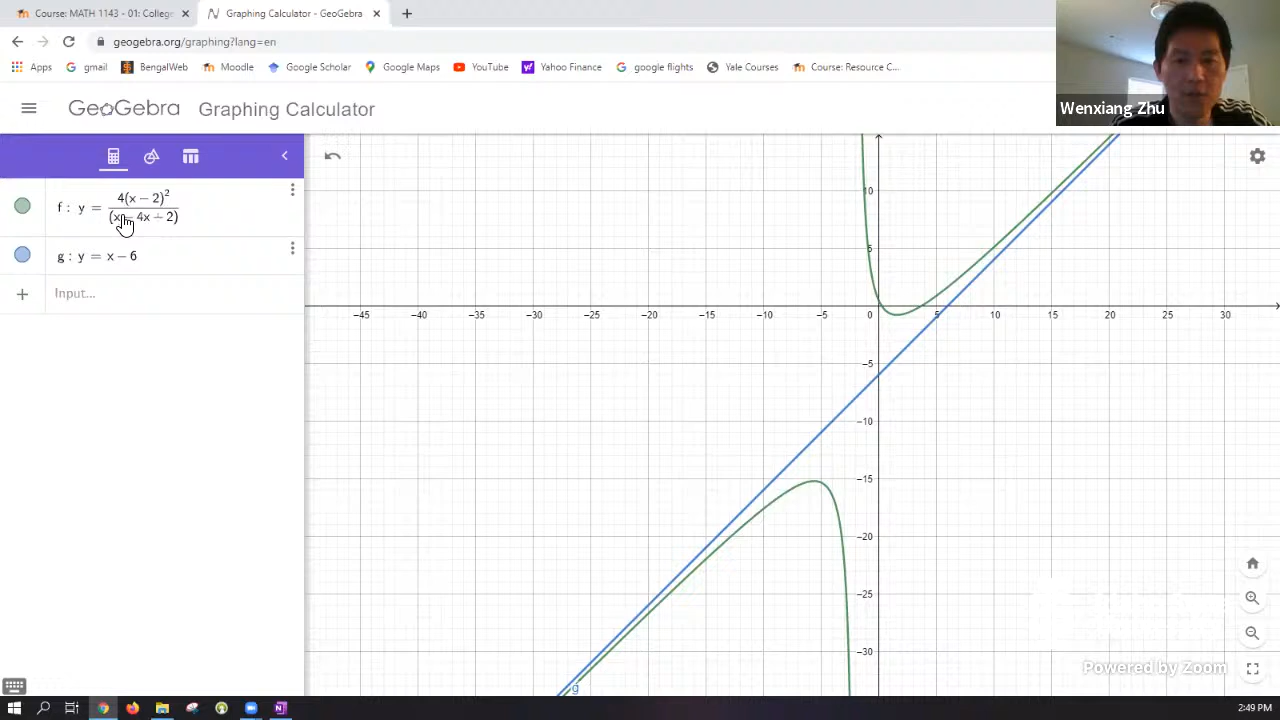 Course: MATH 1143 - 01: College
Graphing Calculator - GeoGebra
geogebra.org/graphing?lang=en
Apps gmail BengalWeb Moodle Google Scholar Google Maps YouTube Yahoo Finance google flights Yale Courses Course: Resource C...
Wenxiang Zhu
GeoGebra Graphing Calculator
f : y = 4(x − 2)²
(x − 4x + 2)
g : y = x − 6
Input...
10
5
−45 −40 −35 −30 −25 −20 −15 −10 −5 0 5 10 15 20 25 30
−5
−10
−15
−20
−25
−30
g
Powered by Zoom
2:49 PM